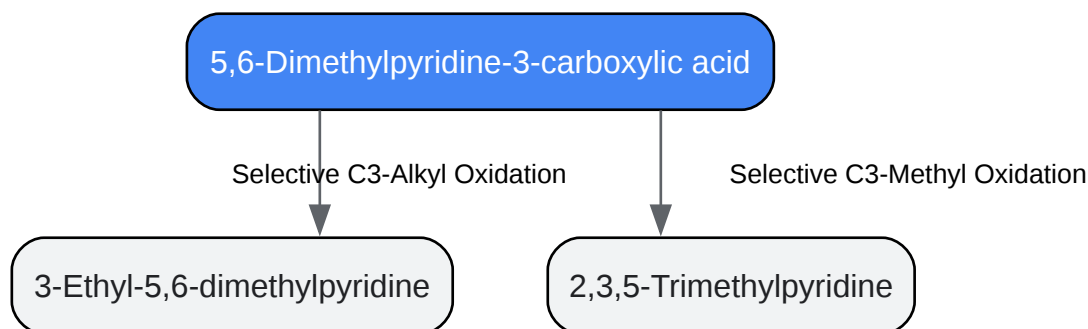 5,6-Dimethylpyridine-3-carboxylic acid
Selective C3-Alkyl Oxidation
Selective C3-Methyl Oxidation
3-Ethyl-5,6-dimethylpyridine
2,3,5-Trimethylpyridine